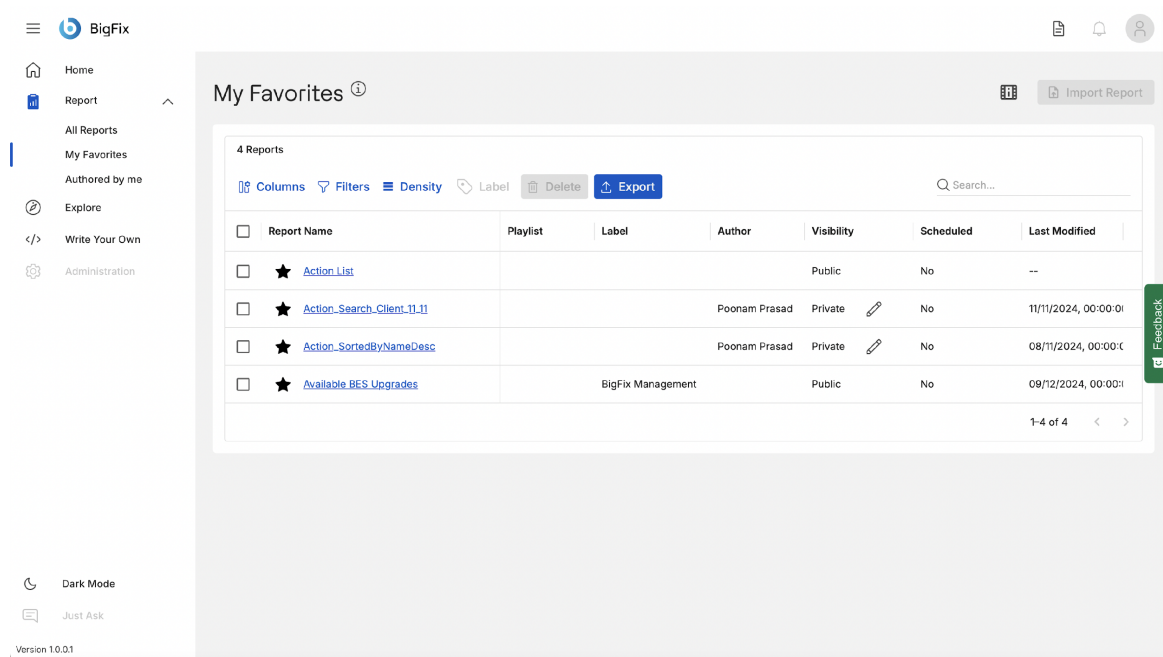 BigFix
Home
Report
All Reports
My Favorites
Authored by me
Explore
Write Your Own
Administration
Dark Mode
Just Ask
Version 1.0.0.1
My Favorites
Import Report
4 Reports
Columns Filters Density Label Delete Export Search...
Report Name Playlist Label Author Visibility Scheduled Last Modified
Action List Public No --
Action_Search_Client_11_11 Poonam Prasad Private No 11/11/2024, 00:00:0
Action_SortedByNameDesc Poonam Prasad Private No 08/11/2024, 00:00:
Available BES Upgrades BigFix Management Public No 09/12/2024, 00:00:
1–4 of 4
Feedback